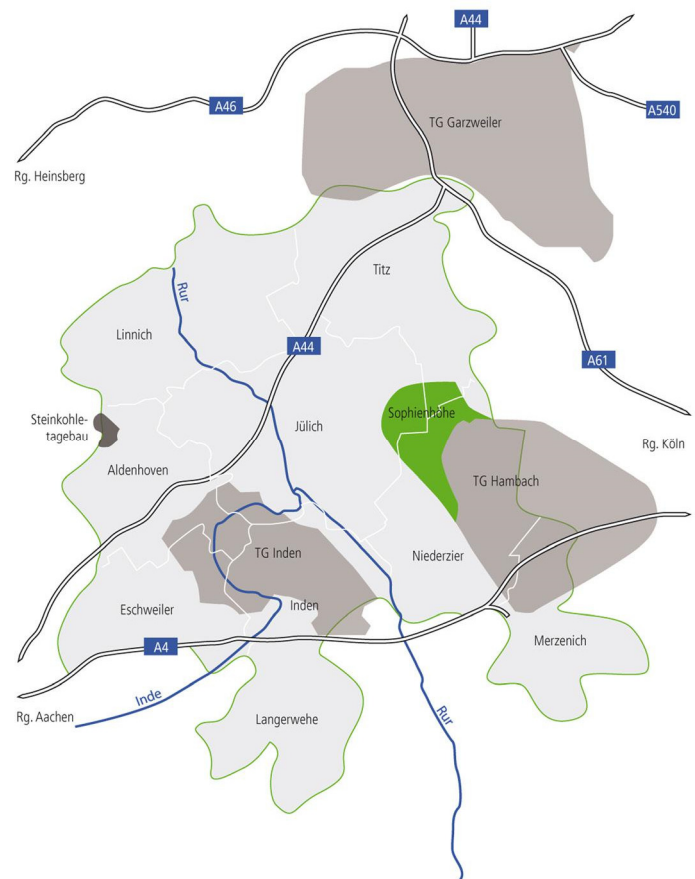 A44
A46
A540
TG Garzweiler
Rg. Heinsberg
Titz
Rur
Linnich
A44
A61
Sophienhöhe
Steinkohle-
tagebau
Jülich
Rg. Köln
Aldenhoven
TG Hambach
TG Inden
Niederzier
Eschweiler
Inden
Merzenich
A4
Inde
Rg. Aachen
Langerwehe
Rur